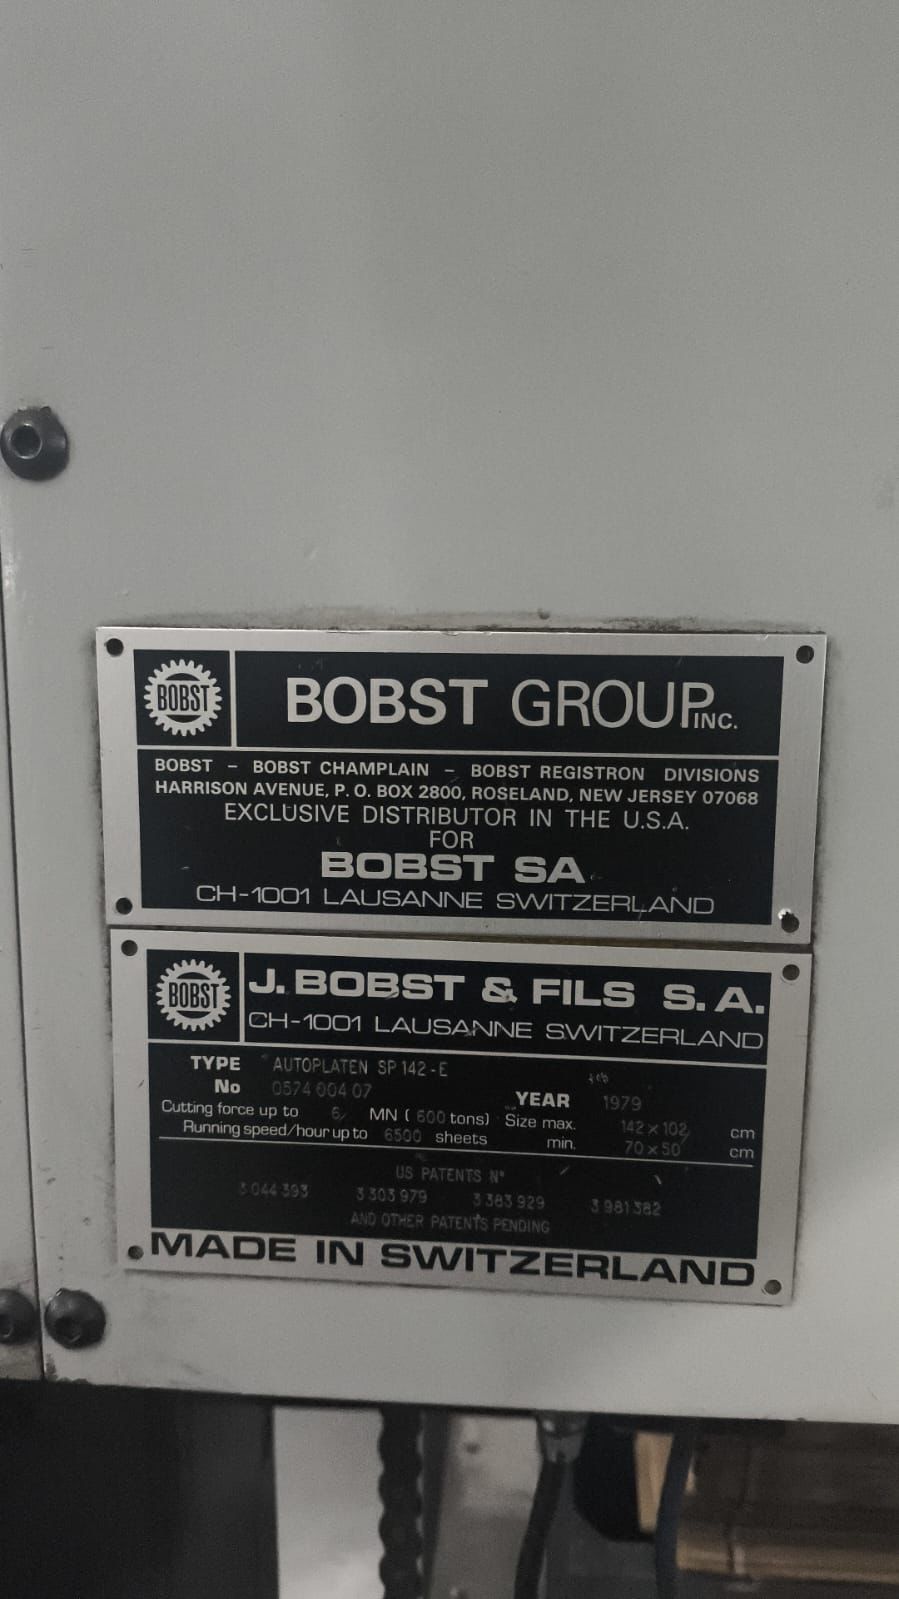 BOBST
BOBST GROUP INC.
BOBST - BOBST CHAMPLAIN - BOBST REGISTRON DIVISIONS
HARRISON AVENUE, P. O. BOX 2800, ROSELAND, NEW JERSEY 07068
EXCLUSIVE DISTRIBUTOR IN THE U.S.A.
FOR
BOBST SA
CH-1001 LAUSANNE SWITZERLAND
BOBST
J. BOBST & FILS S.A.
CH-1001 LAUSANNE SWITZERLAND
TYPE AUTOPLATEN SP 142-E
No 0574 004 07 YEAR 1979
Cutting force up to 6 MN (600 tons) Size max. 142 x 102 cm
Running speed/hour up to 6500 sheets min. 70 x 50 cm
US PATENTS N°
3 044 393 3 303 979 3 383 929 3 981 382
AND OTHER PATENTS PENDING
MADE IN SWITZERLAND